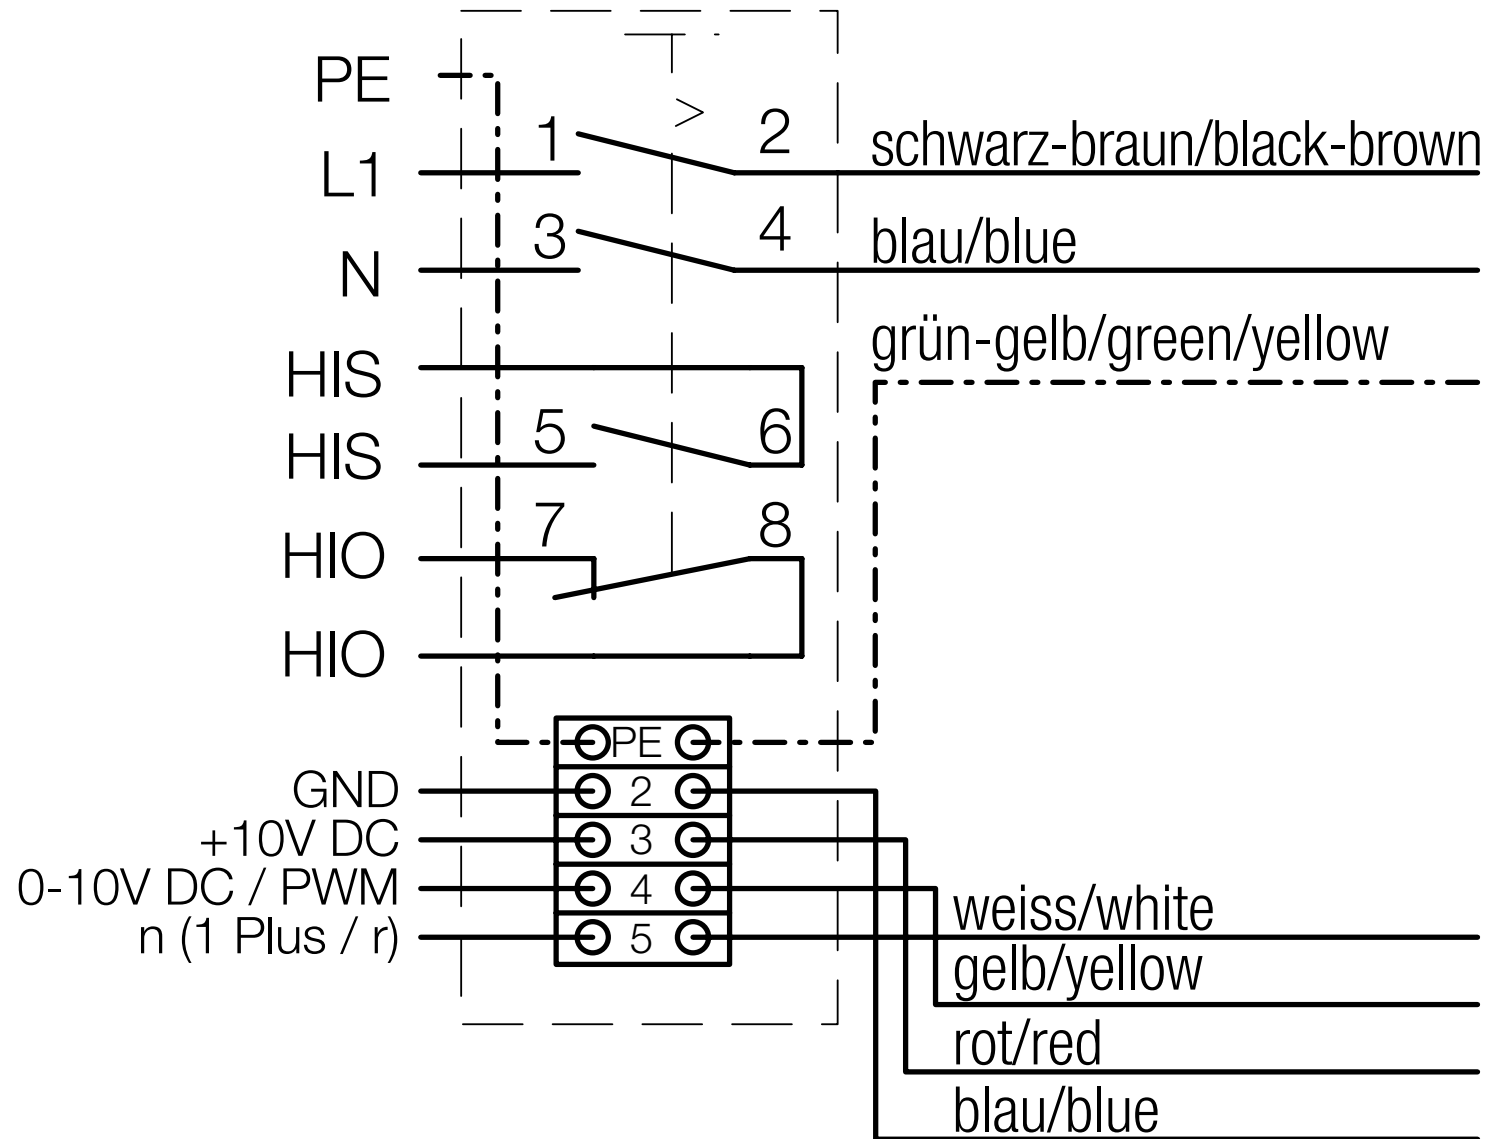 PE
>
L1 1 2 schwarz-braun/black-brown
N 3 4 blau/blue
grün-gelb/green/yellow
HIS
HIS 5 6
HIO 7 8
HIO
PE
GND 2
+10V DC 3
0-10V DC / PWM 4
n (1 Plus / r) 5 weiss/white
gelb/yellow
rot/red
blau/blue